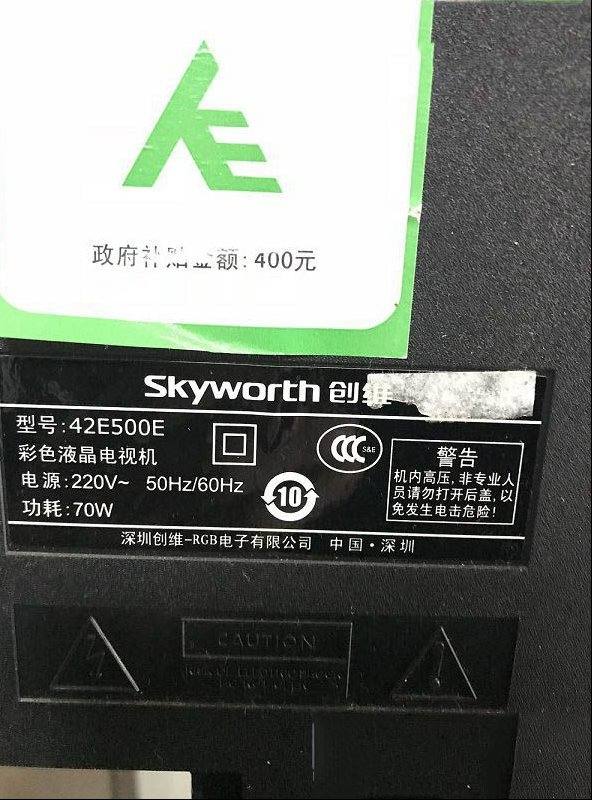 政府补贴金额:400元
Skyworth 创维
型号:42E500E
彩色液晶电视机
电源:220V~ 50Hz/60Hz
功耗:70W
CCC S&E
10
警告
机内高压,非专业人
员请勿打开后盖,以
免发生电击危险!
深圳创维-RGB电子有限公司 中国·深圳
CAUTION